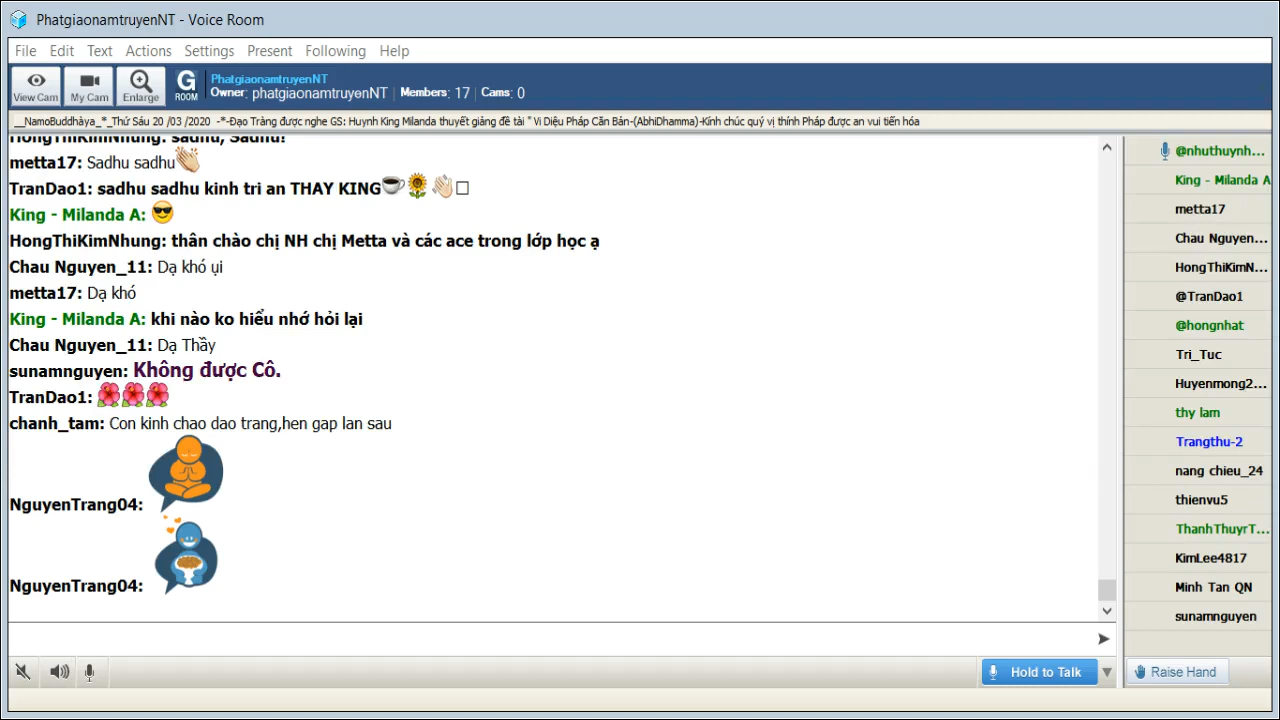 PhatgiaonamtruyenNT - Voice Room
File Edit Text Actions Settings Present Following Help
View Cam My Cam Enlarge G ROOM
PhatgiaonamtruyenNT
Owner: phatgiaonamtruyenNT Members: 17 Cams: 0
__NamoBuddhàya_*_Thứ Sáu 20 /03 /2020 -*-Đạo Tràng được nghe GS: Huynh King Milanda thuyết giảng đề tài " Vi Diệu Pháp Căn Bản-(AbhiDhamma)-Kính chúc quý vị thính Pháp được an vui tiến hóa
HongThiKimNhung: sadhu, Sadhu!
metta17: Sadhu sadhu
TranDao1: sadhu sadhu kinh tri an THAY KING
King - Milanda A:
HongThiKimNhung: thân chào chị NH chị Metta và các ace trong lớp học ạ
Chau Nguyen_11: Dạ khó ụi
metta17: Dạ khó
King - Milanda A: khi nào ko hiểu nhớ hỏi lại
Chau Nguyen_11: Dạ Thầy
sunamnguyen: Không được Cô.
TranDao1:
chanh_tam: Con kinh chao dao trang,hen gap lan sau
NguyenTrang04:
NguyenTrang04:
@nhuthuynh...
King - Milanda A
metta17
Chau Nguyen...
HongThiKimN...
@TranDao1
@hongnhat
Tri_Tuc
Huyenmong2...
thy lam
Trangthu-2
nang chieu_24
thienvu5
ThanhThuyrT...
KimLee4817
Minh Tan QN
sunamnguyen
Hold to Talk
Raise Hand